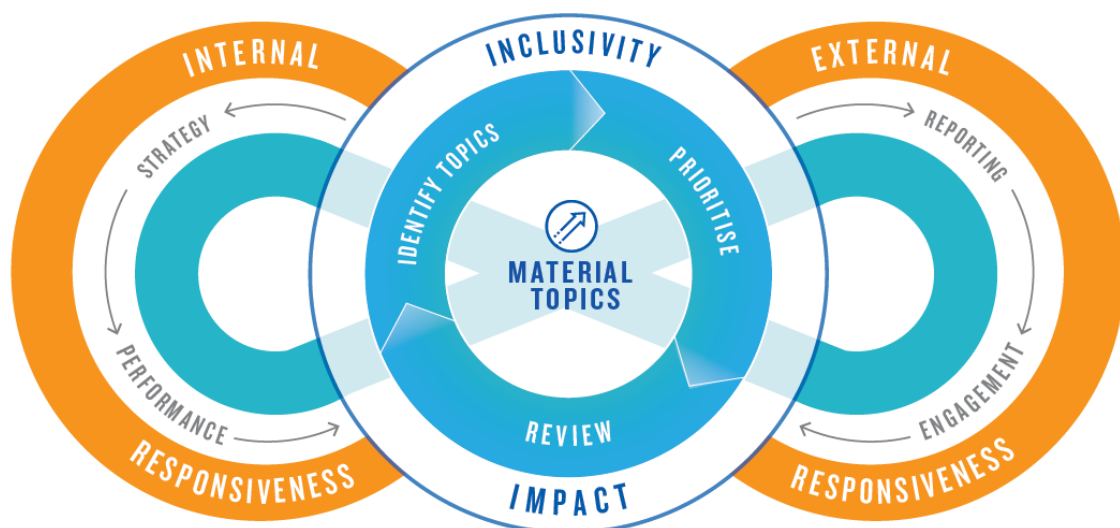 INTERNAL
STRATEGY
PERFORMANCE
RESPONSIVENESS
INCLUSIVITY
IDENTIFY TOPICS
PRIORITISE
MATERIAL
TOPICS
REVIEW
IMPACT
EXTERNAL
REPORTING
ENGAGEMENT
RESPONSIVENESS